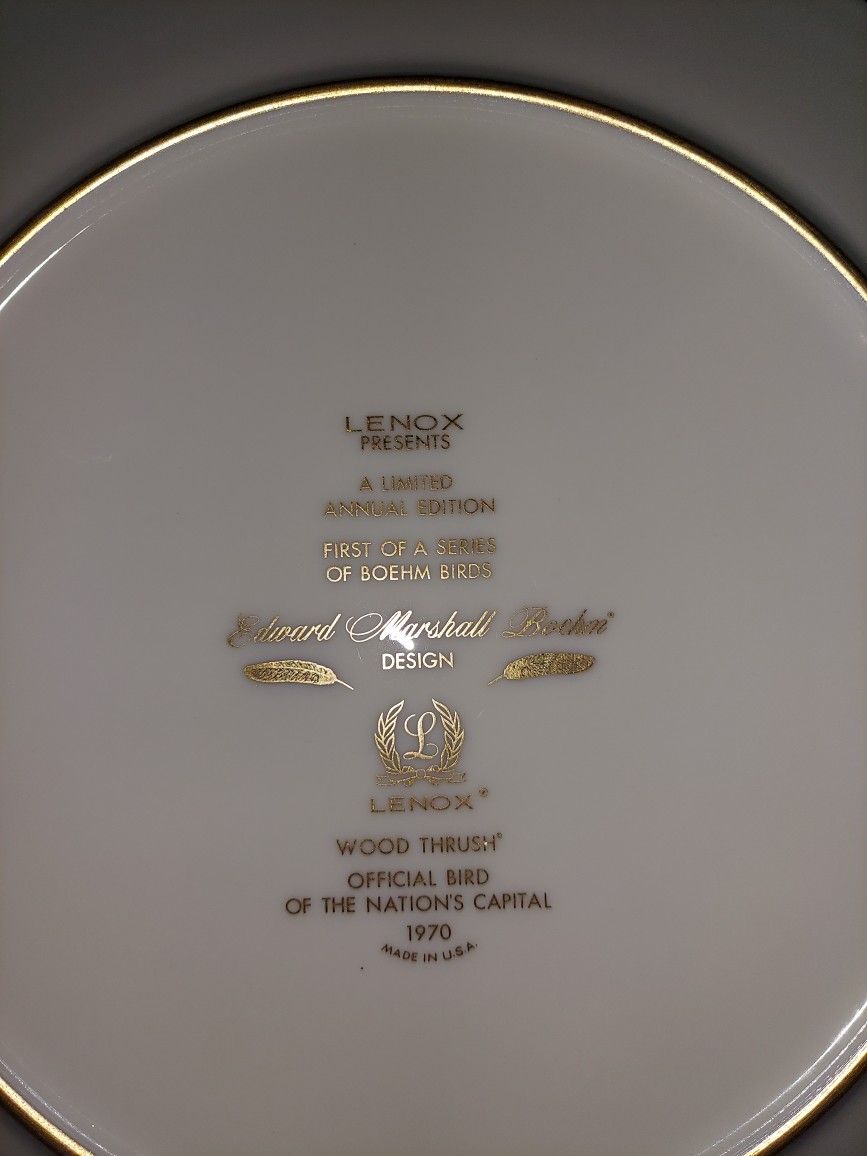 LENOX
PRESENTS
A LIMITED
ANNUAL EDITION
FIRST OF A SERIES
OF BOEHM BIRDS
Edward Marshall Boehm®
DESIGN
L
LENOX®
WOOD THRUSH®
OFFICIAL BIRD
OF THE NATION'S CAPITAL
1970
MADE IN U.S.A.